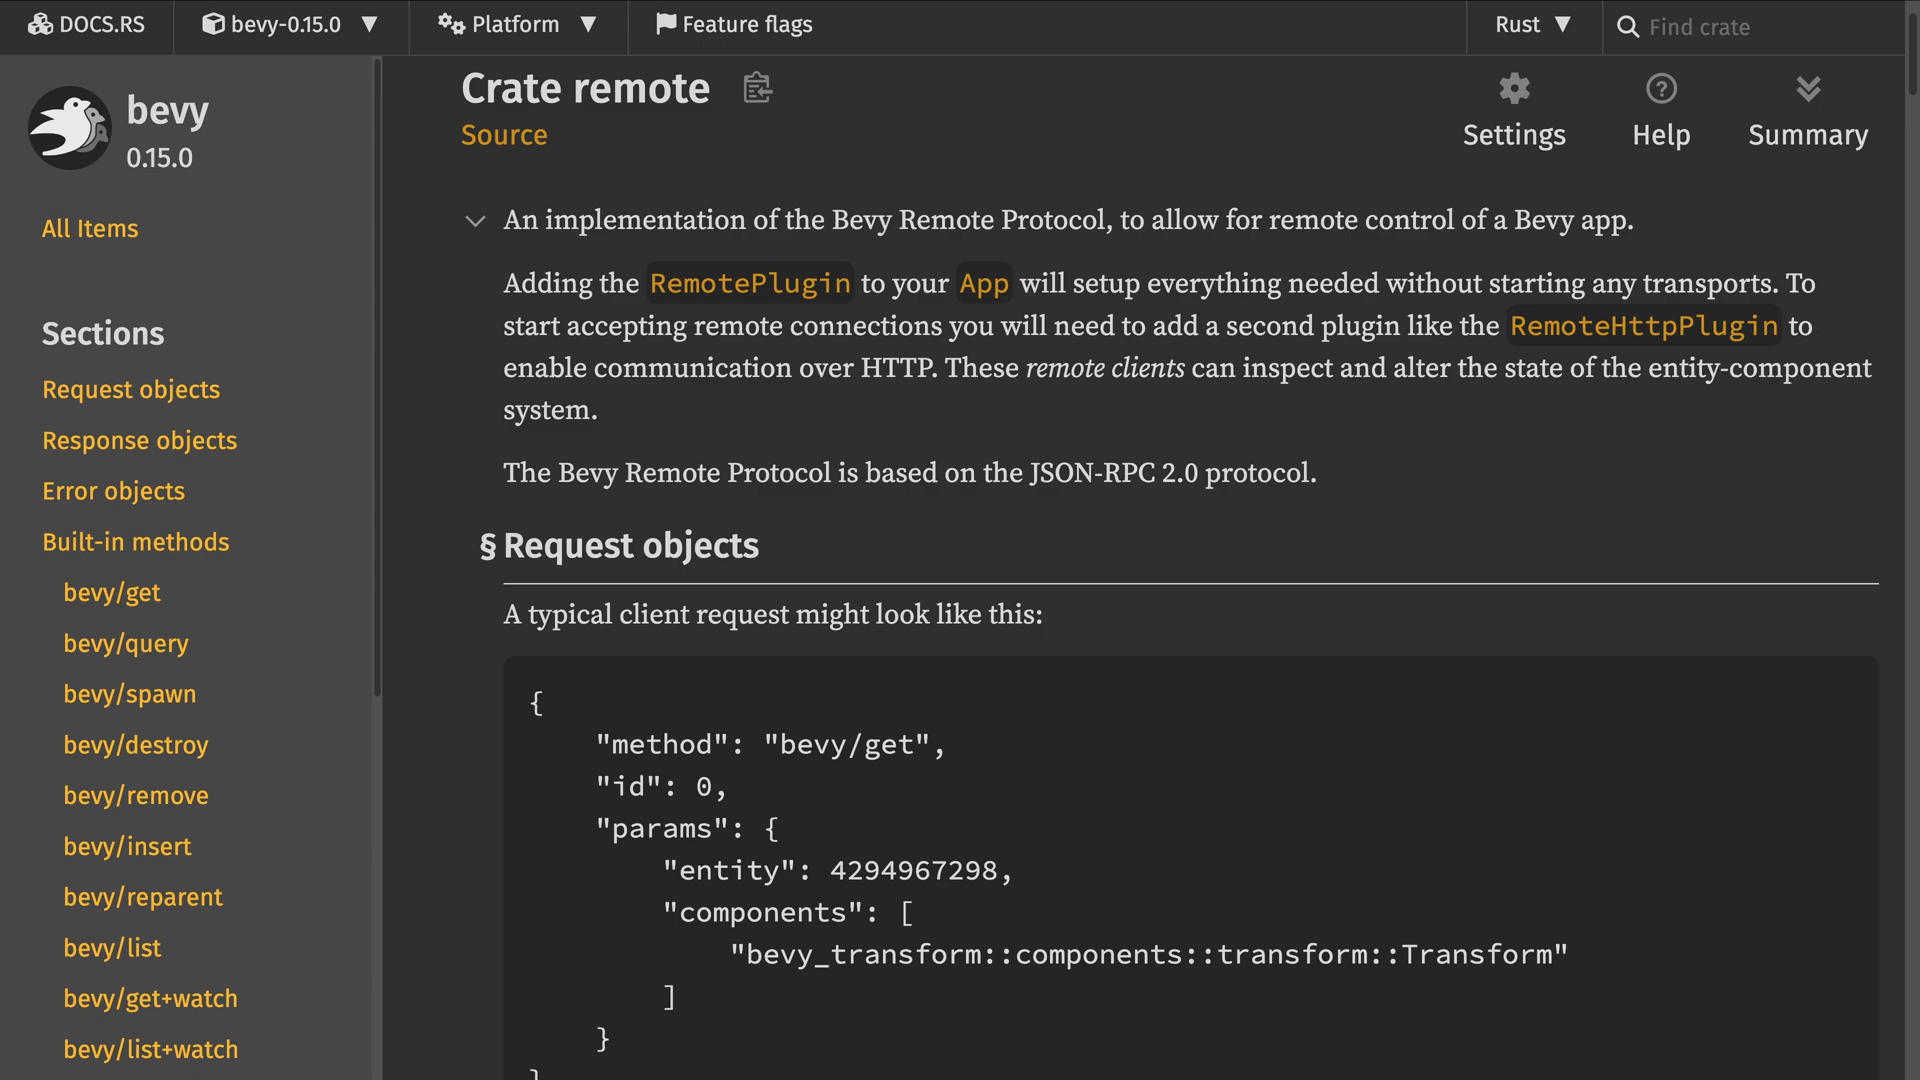 DOCS.RS bevy-0.15.0 ▼ Platform ▼ Feature flags Rust ▼ Find crate
bevy
0.15.0
All Items
Sections
Request objects
Response objects
Error objects
Built-in methods
bevy/get
bevy/query
bevy/spawn
bevy/destroy
bevy/remove
bevy/insert
bevy/reparent
bevy/list
bevy/get+watch
bevy/list+watch
Crate remote
Source
Settings Help Summary
An implementation of the Bevy Remote Protocol, to allow for remote control of a Bevy app.
Adding the RemotePlugin to your App will setup everything needed without starting any transports. To
start accepting remote connections you will need to add a second plugin like the RemoteHttpPlugin to
enable communication over HTTP. These remote clients can inspect and alter the state of the entity-component
system.
The Bevy Remote Protocol is based on the JSON-RPC 2.0 protocol.
§ Request objects
A typical client request might look like this:
{
    "method": "bevy/get",
    "id": 0,
    "params": {
        "entity": 4294967298,
        "components": [
            "bevy_transform::components::transform::Transform"
        ]
    }
}